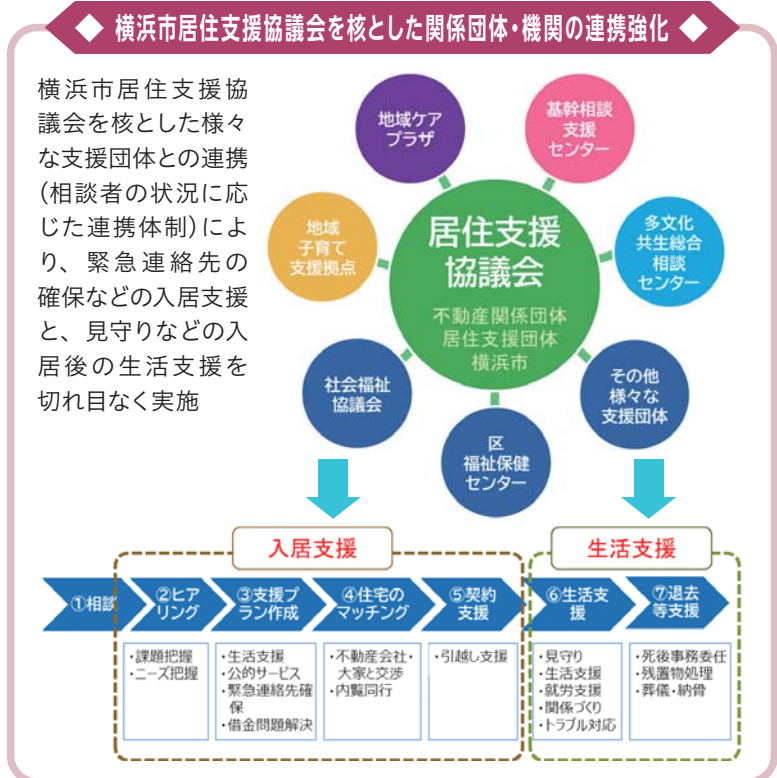 ◆ 横浜市居住支援協議会を核とした関係団体・機関の連携強化 ◆
横浜市居住支援協
議会を核とした様々
な支援団体との連携
(相談者の状況に応
じた連携体制)によ
り、緊急連絡先の
確保などの入居支援
と、見守りなどの入
居後の生活支援を
切れ目なく実施
地域ケア
プラザ
基幹相談
支援
センター
地域
子育て
支援拠点
居住支援
協議会
不動産関係団体
居住支援団体
横浜市
多文化
共生総合
相談
センター
社会福祉
協議会
区
福祉保健
センター
その他
様々な
支援団体
入居支援
生活支援
①相談
②ヒア
リング
③支援プ
ラン作成
④住宅の
マッチング
⑤契約
支援
⑥生活支
援
⑦退去
等支援
・課題把握
・ニーズ把握
・生活支援
・公的サービス
・緊急連絡先確
保
・借金問題解決
・不動産会社・
大家と交渉
・内覧同行
・引越し支援
・見守り
・生活支援
・就労支援
・関係づくり
・トラブル対応
・死後事務委任
・残置物処理
・葬儀・納骨